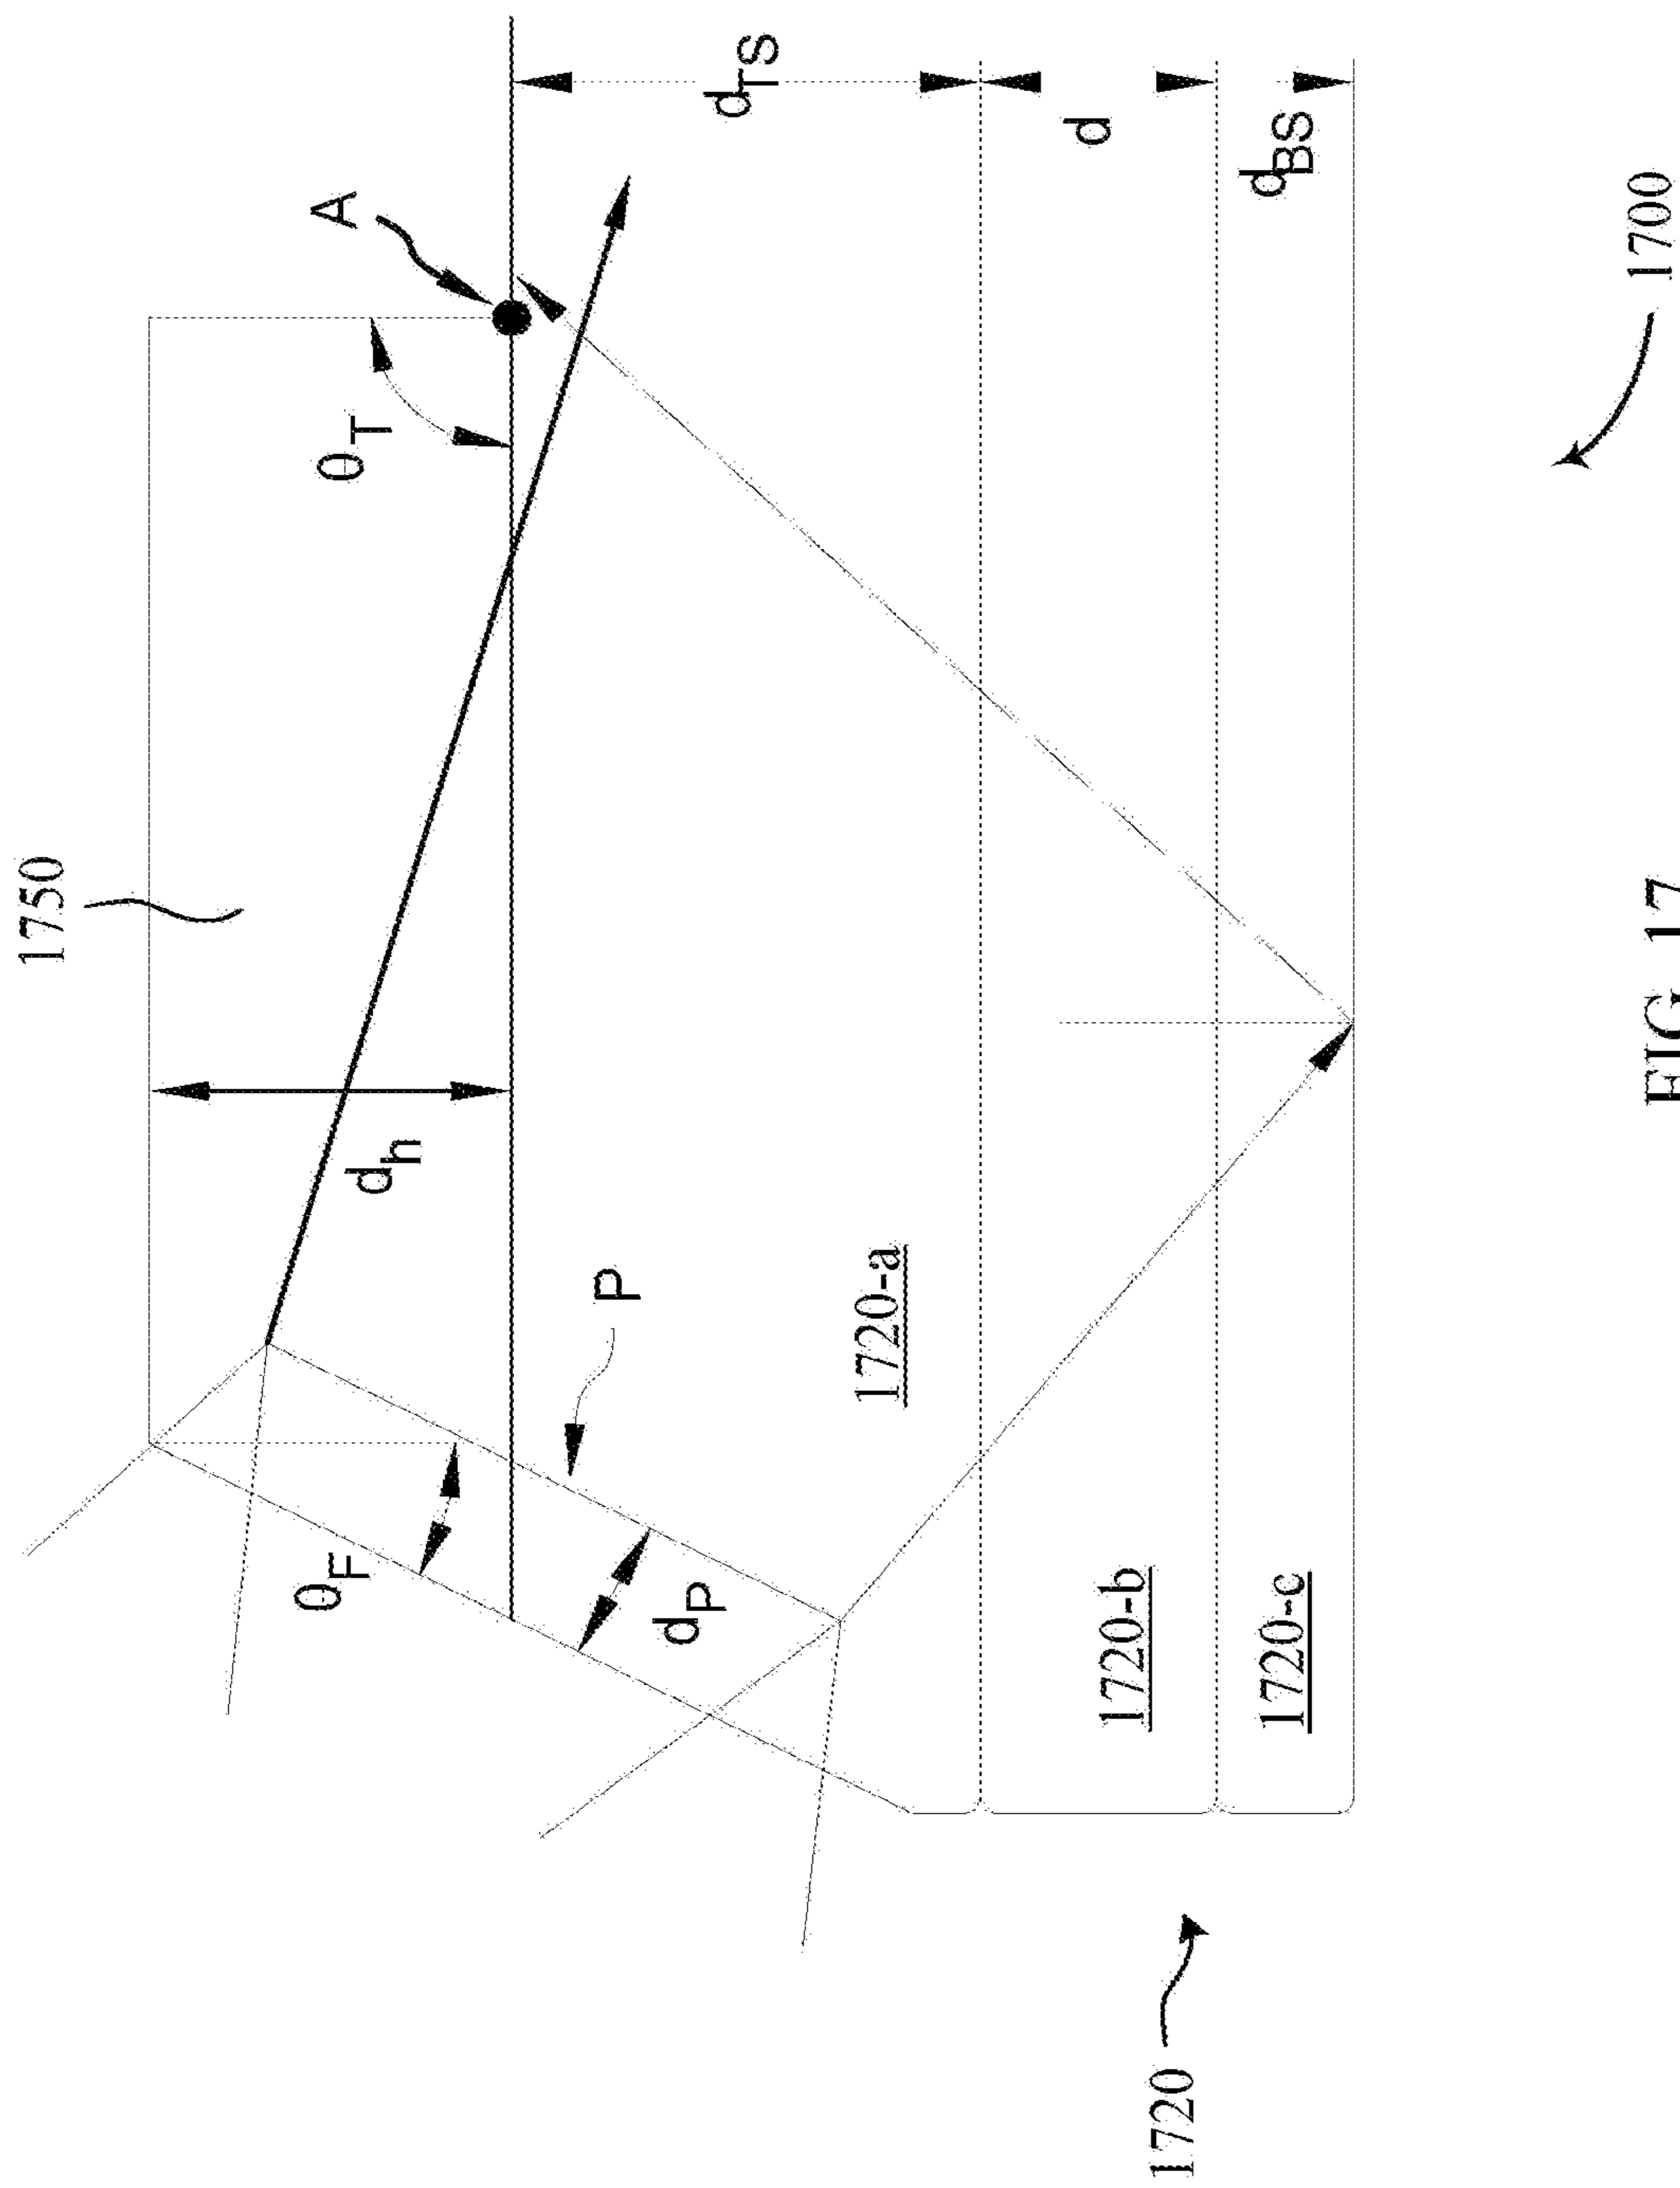 1750
A
θT
dTS
dh
θF
P
dP
d
dBS
1720-a
1720-b
1720-c
1720
1700
FIG. 17